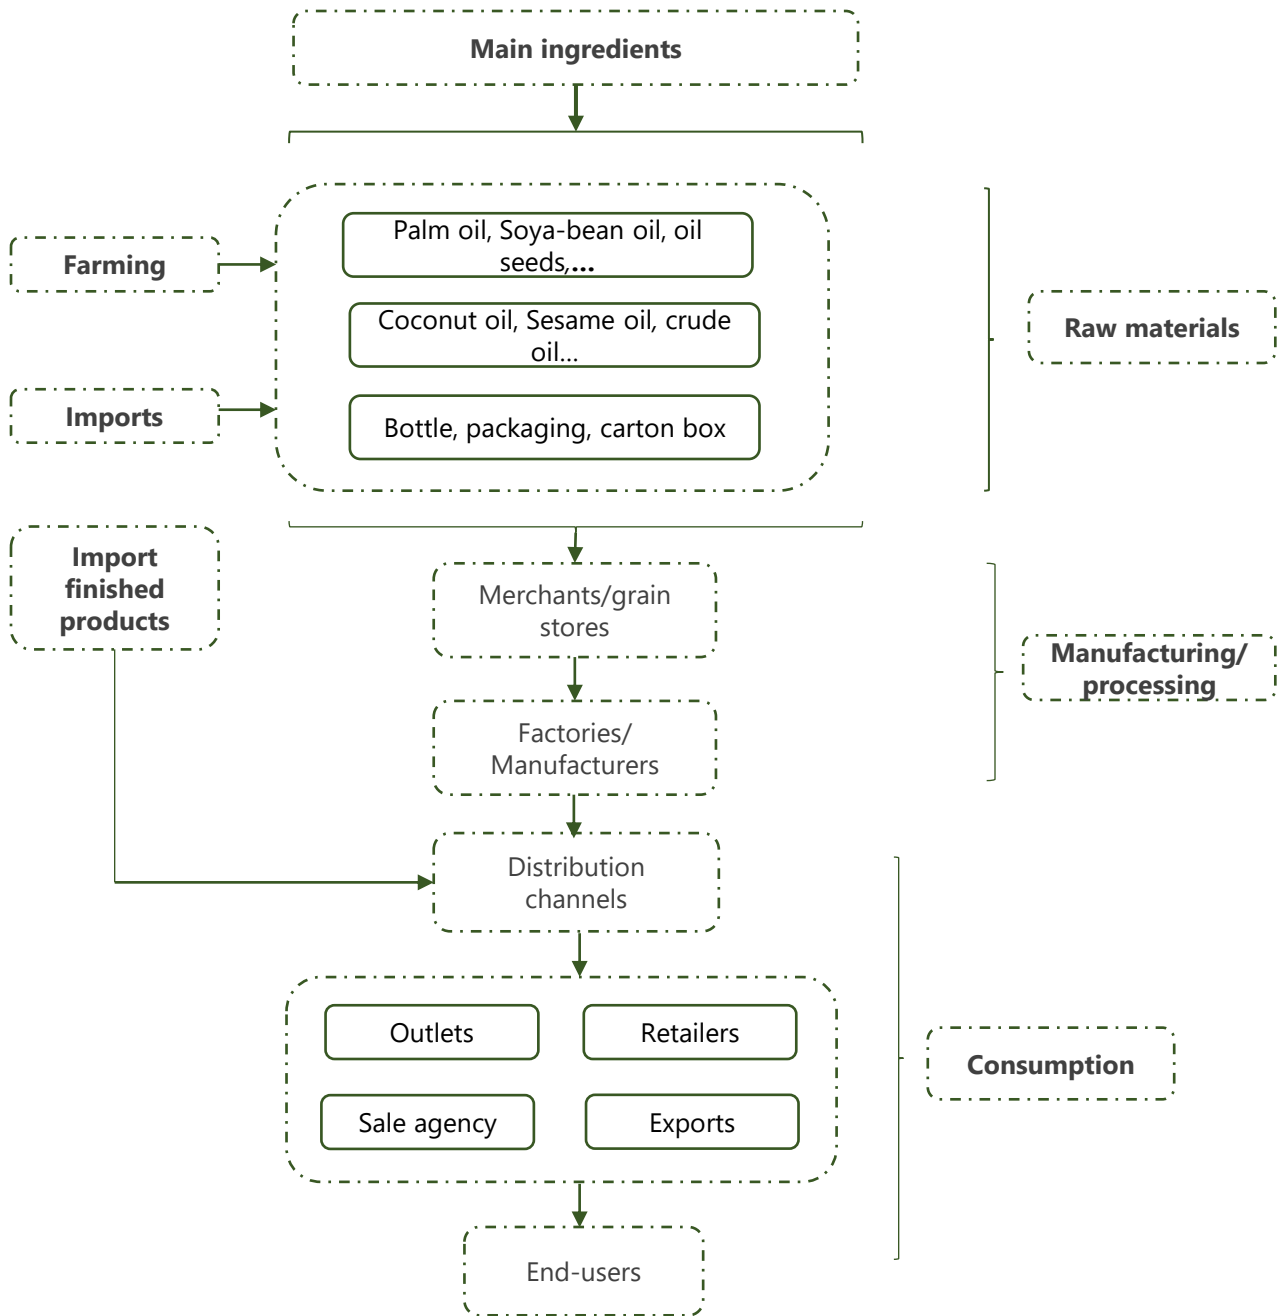 Main ingredients
Palm oil, Soya-bean oil, oil
seeds,...
Farming
Coconut oil, Sesame oil, crude
oil...
Raw materials
Imports
Bottle, packaging, carton box
Import
finished
products
Merchants/grain
stores
Manufacturing/
processing
Factories/
Manufacturers
Distribution
channels
Outlets
Retailers
Consumption
Sale agency
Exports
End-users